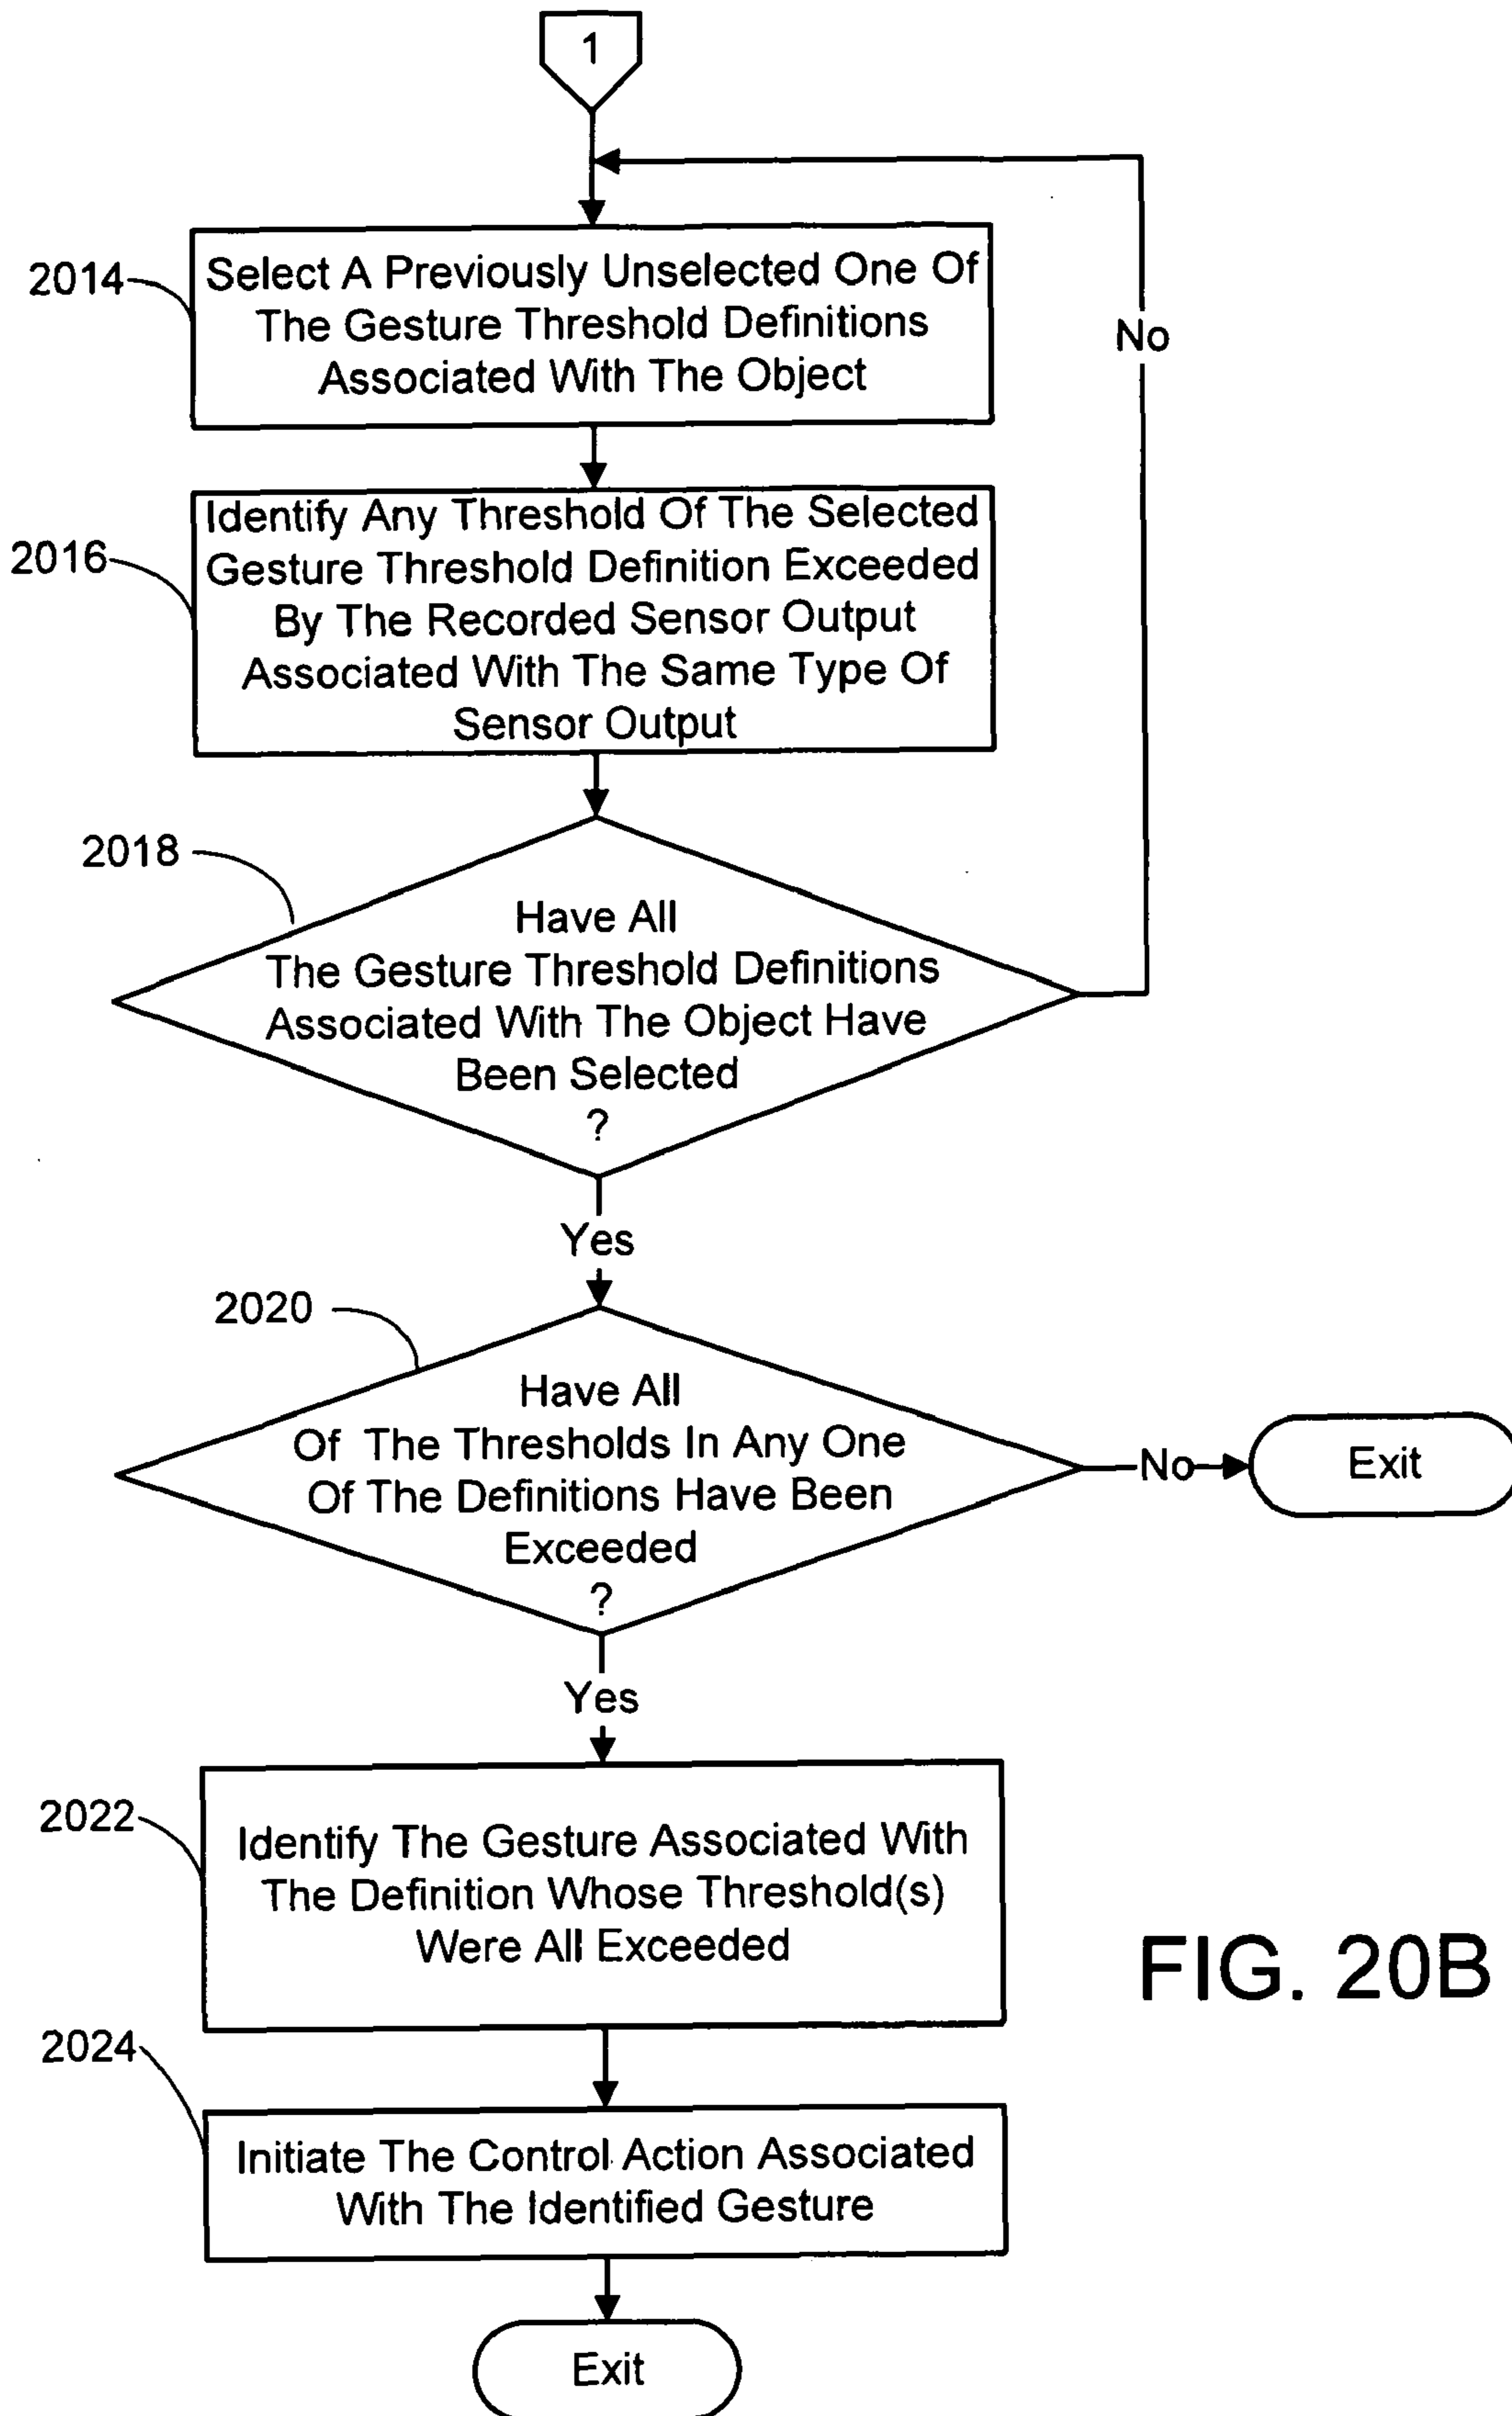 1
2014
Select A Previously Unselected One Of
The Gesture Threshold Definitions
Associated With The Object
No
2016
Identify Any Threshold Of The Selected
Gesture Threshold Definition Exceeded
By The Recorded Sensor Output
Associated With The Same Type Of
Sensor Output
2018
Have All
The Gesture Threshold Definitions
Associated With The Object Have
Been Selected
?
Yes
2020
Have All
Of The Thresholds In Any One
Of The Definitions Have Been
Exceeded
?
No
Exit
Yes
2022
Identify The Gesture Associated With
The Definition Whose Threshold(s)
Were All Exceeded
FIG. 20B
2024
Initiate The Control Action Associated
With The Identified Gesture
Exit